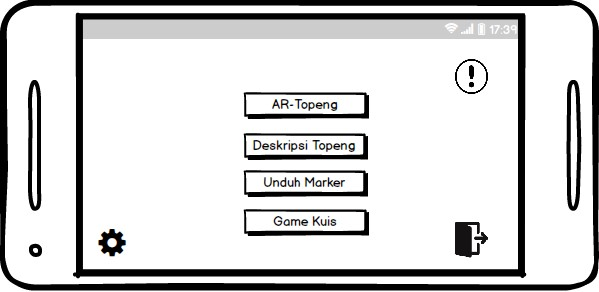 17:39
AR-Topeng
Deskripsi Topeng
Unduh Marker
Game Kuis